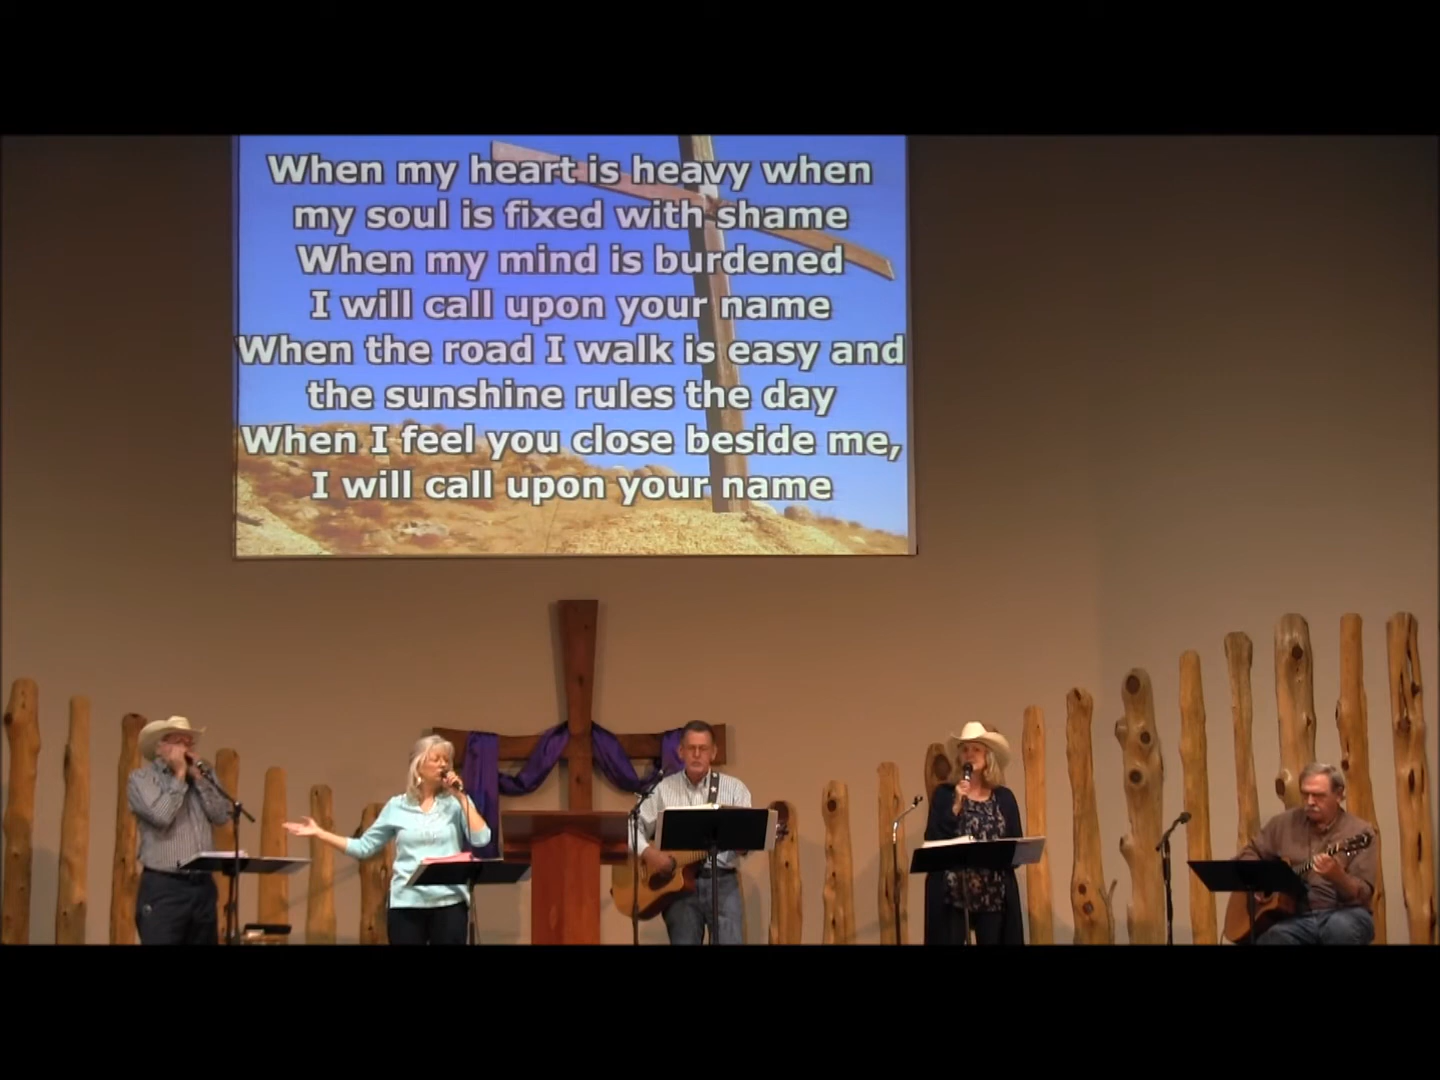 When my heart is heavy when
my soul is fixed with shame
When my mind is burdened
I will call upon your name
When the road I walk is easy and
the sunshine rules the day
When I feel you close beside me,
I will call upon your name